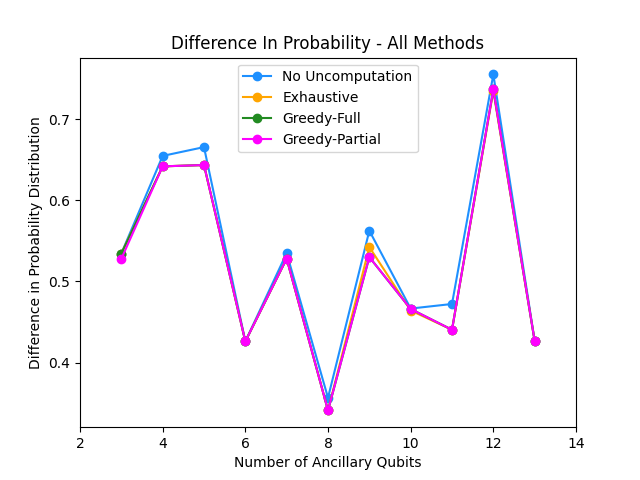 Difference In Probability - All Methods
No Uncomputation
Exhaustive
Greedy-Full
Greedy-Partial
Difference in Probability Distribution
0.7
0.6
0.5
0.4
2 4 6 8 10 12 14
Number of Ancillary Qubits